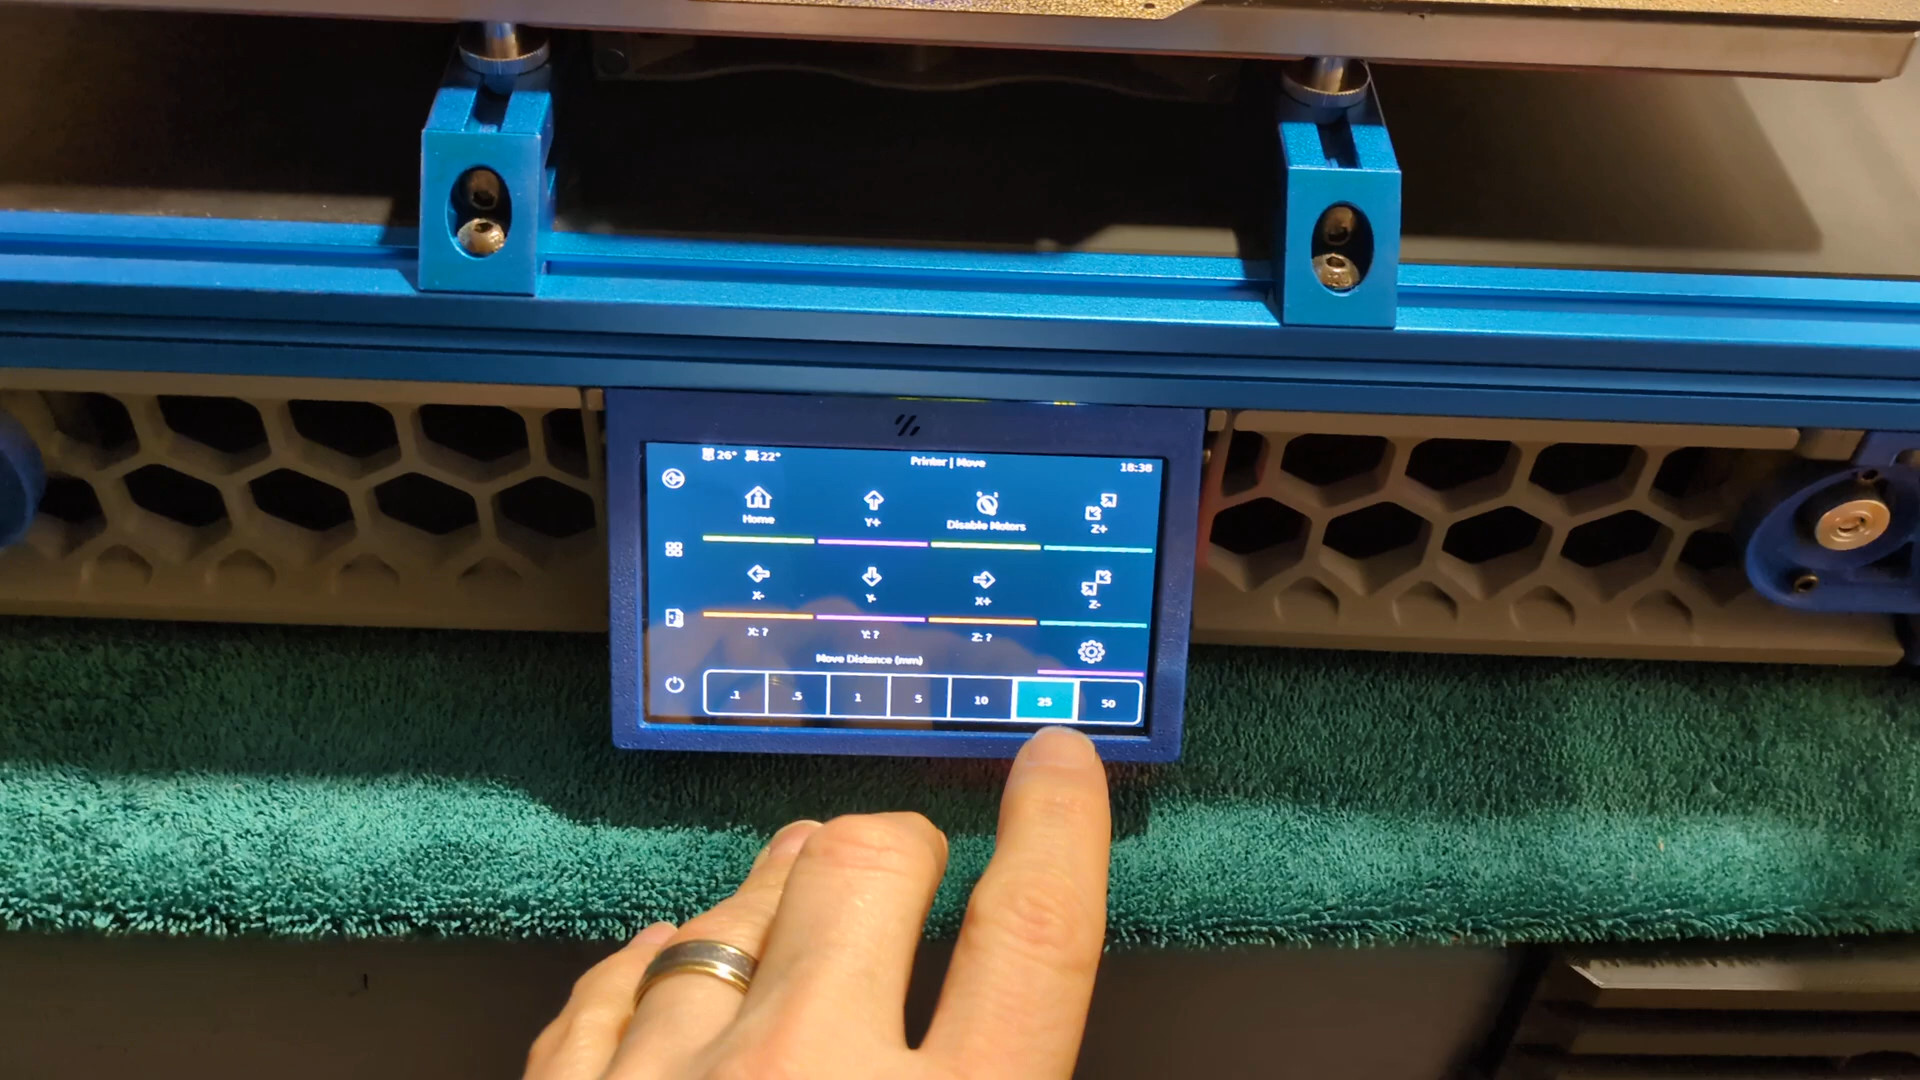 26° 22° Printer | Move 18:38
Home Y+ Disable Motors Z+
X- Y- X+ Z-
X: ? Y: ? Z: ?
Move Distance (mm)
.1 .5 1 5 10 25 50